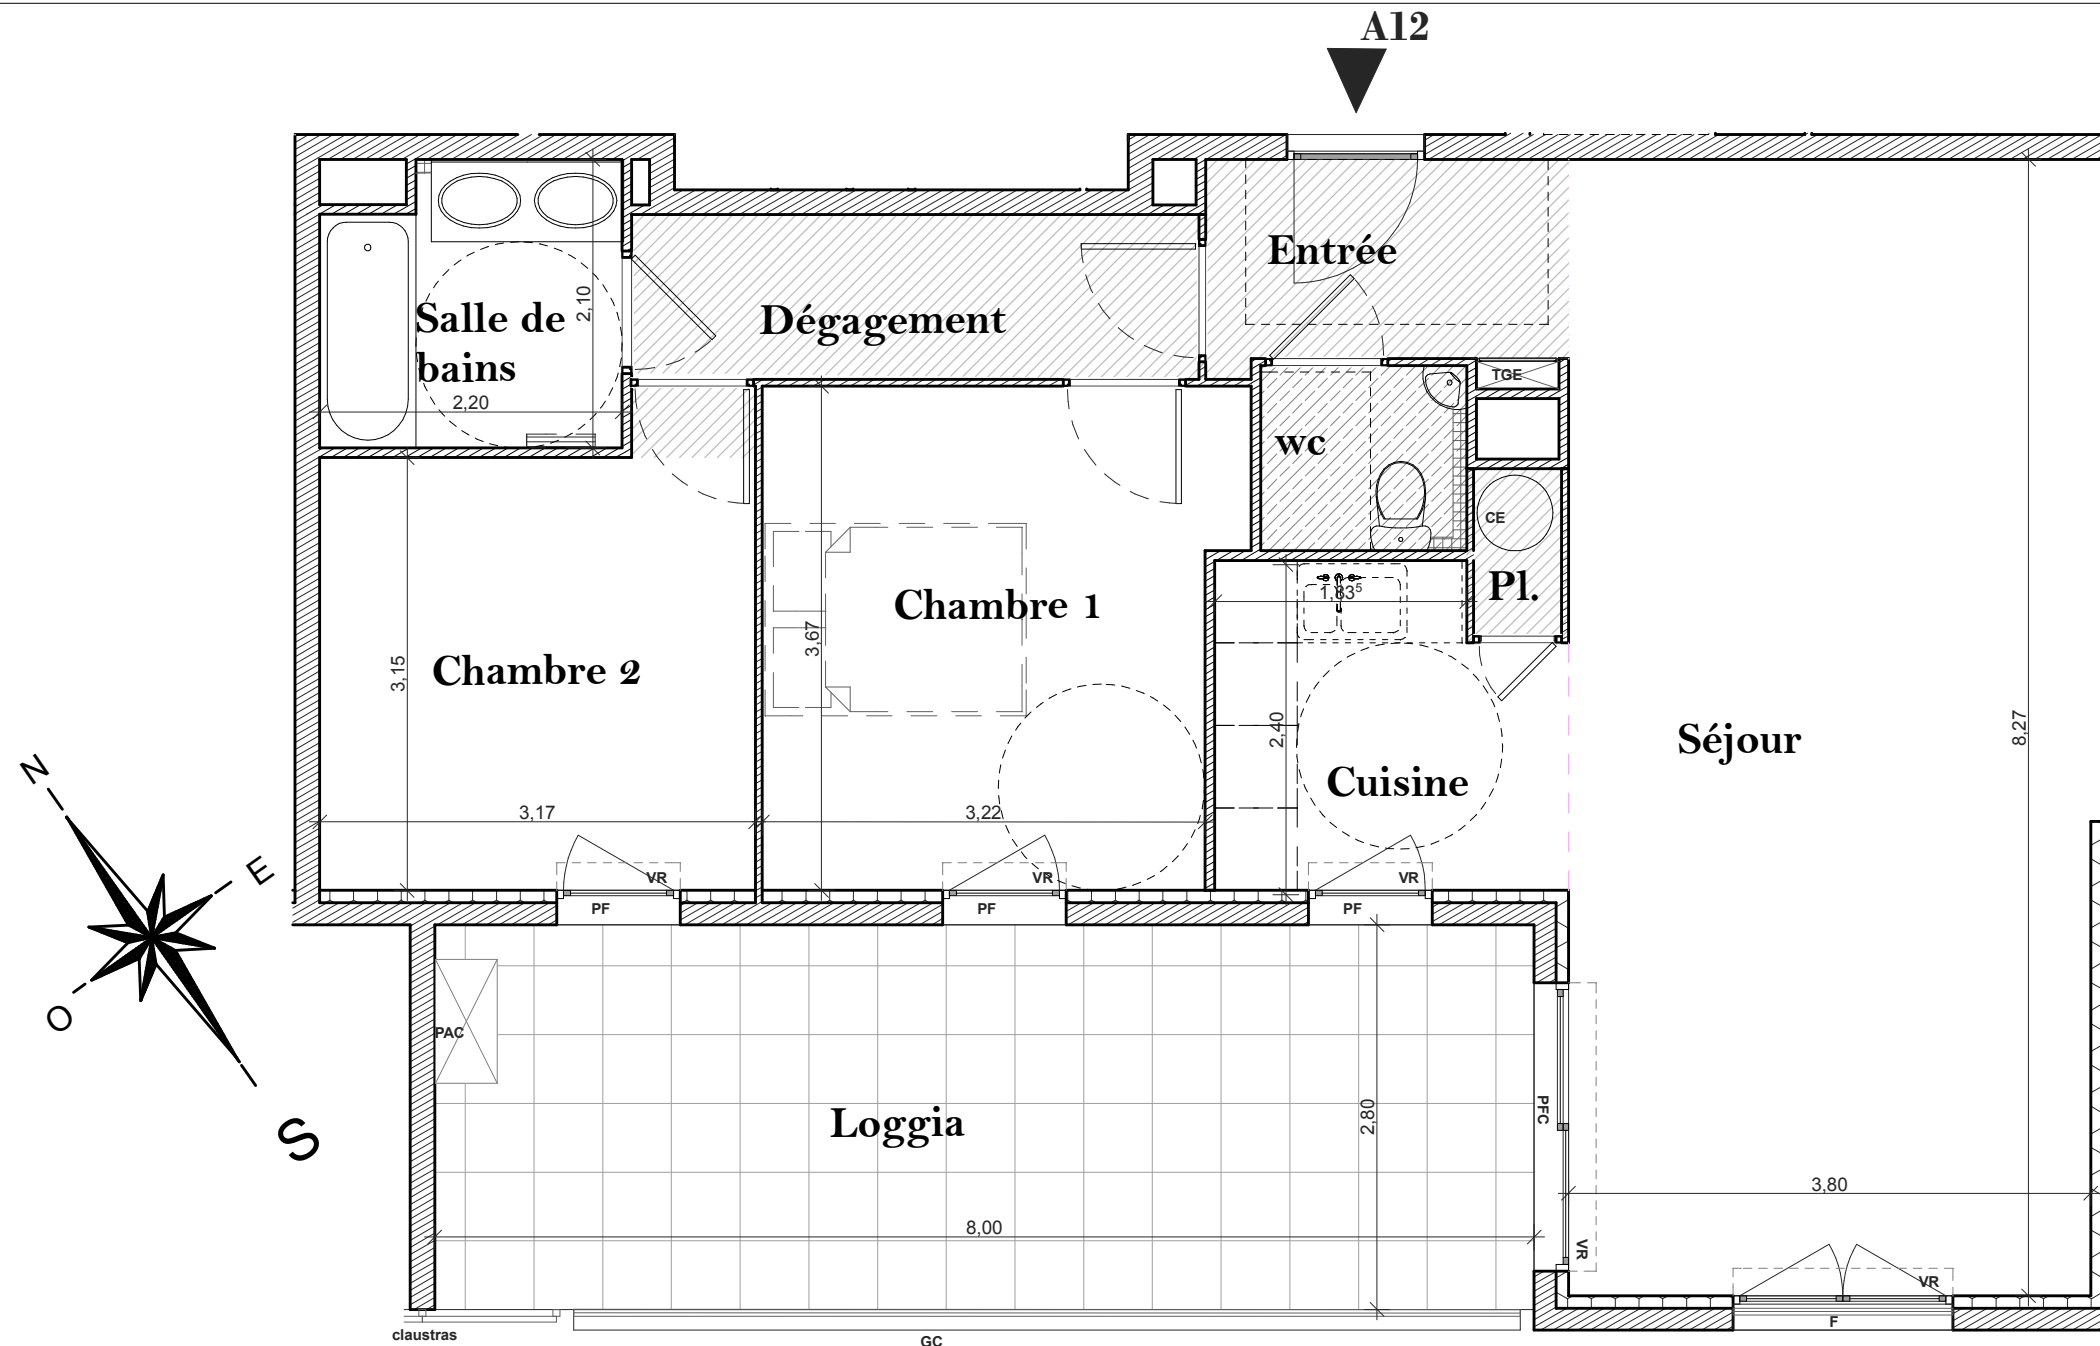 A12
Entrée
Salle de
bains
2,10
2,20
Dégagement
TGE
wc
CE
Pl.
1,83⁵
Chambre 1
3,67
Chambre 2
3,15
3,17
3,22
2,40
Cuisine
Séjour
8,27
VR
PF
VR
PF
VR
PF
N
E
O
S
PAC
Loggia
2,80
8,00
PFC
VR
3,80
VR
F
claustras
GC